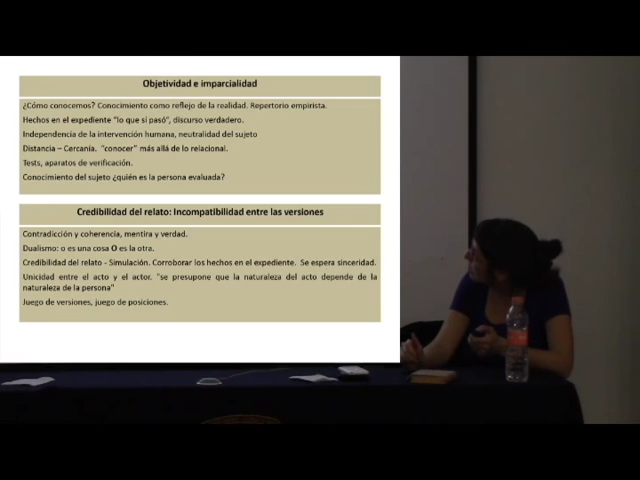 Objetividad e imparcialidad
¿Cómo conocemos? Conocimiento como reflejo de la realidad. Repertorio empirista.
Hechos en el expediente "lo que sí pasó", discurso verdadero.
Independencia de la intervención humana, neutralidad del sujeto
Distancia – Cercanía. "conocer" más allá de lo relacional.
Tests, aparatos de verificación.
Conocimiento del sujeto ¿quién es la persona evaluada?
Credibilidad del relato: Incompatibilidad entre las versiones
Contradicción y coherencia, mentira y verdad.
Dualismo: o es una cosa O es la otra.
Credibilidad del relato - Simulación. Corroborar los hechos en el expediente. Se espera sinceridad.
Unicidad entre el acto y el actor. "se presupone que la naturaleza del acto depende de la
naturaleza de la persona"
Juego de versiones, juego de posiciones.